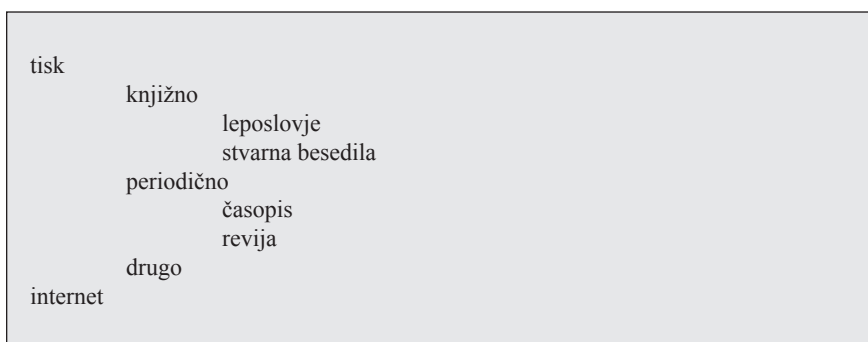 tisk
knjižno
leposlovje
stvarna besedila
periodično
časopis
revija
drugo
internet